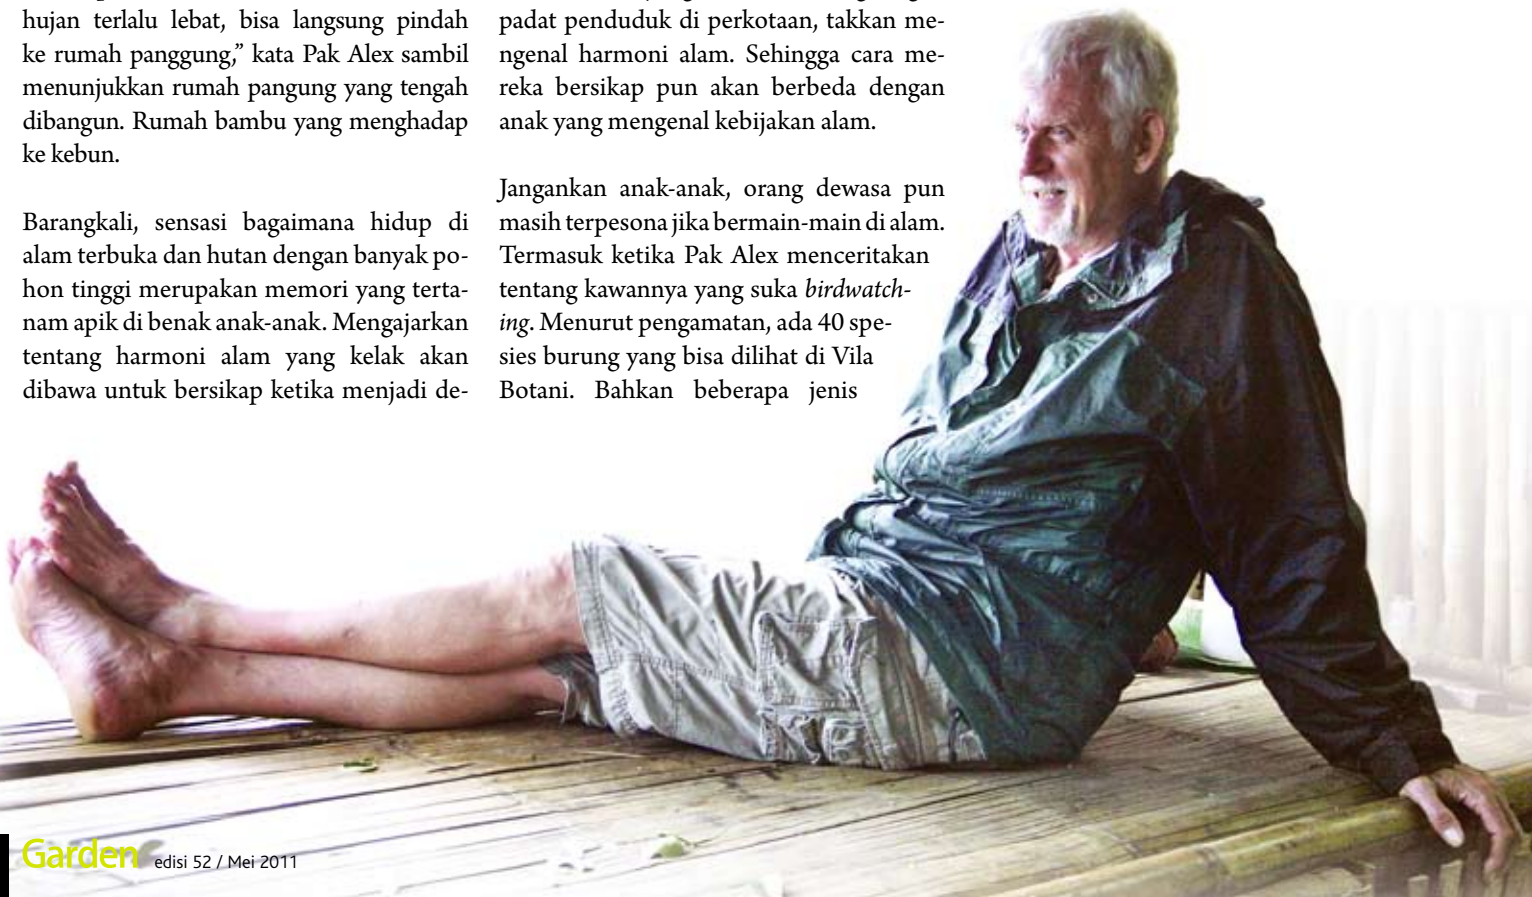 hujan terlalu lebat, bisa langsung pindah
ke rumah panggung,” kata Pak Alex sambil
menunjukkan rumah pangung yang tengah
dibangun. Rumah bambu yang menghadap
ke kebun.
Barangkali, sensasi bagaimana hidup di
alam terbuka dan hutan dengan banyak po-
hon tinggi merupakan memori yang terta-
nam apik di benak anak-anak. Mengajarkan
tentang harmoni alam yang kelak akan
dibawa untuk bersikap ketika menjadi de-
padat penduduk di perkotaan, takkan me-
ngenal harmoni alam. Sehingga cara me-
reka bersikap pun akan berbeda dengan
anak yang mengenal kebijakan alam.
Jangankan anak-anak, orang dewasa pun
masih terpesona jika bermain-main di alam.
Termasuk ketika Pak Alex menceritakan
tentang kawannya yang suka birdwatch-
ing. Menurut pengamatan, ada 40 spe-
sies burung yang bisa dilihat di Vila
Botani. Bahkan beberapa jenis
Garden edisi 52 / Mei 2011